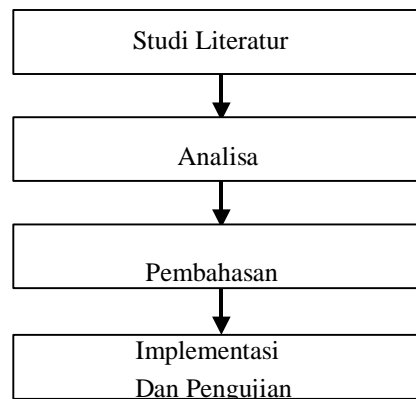 Studi Literatur
Analisa
Pembahasan
Implementasi
Dan Pengujian